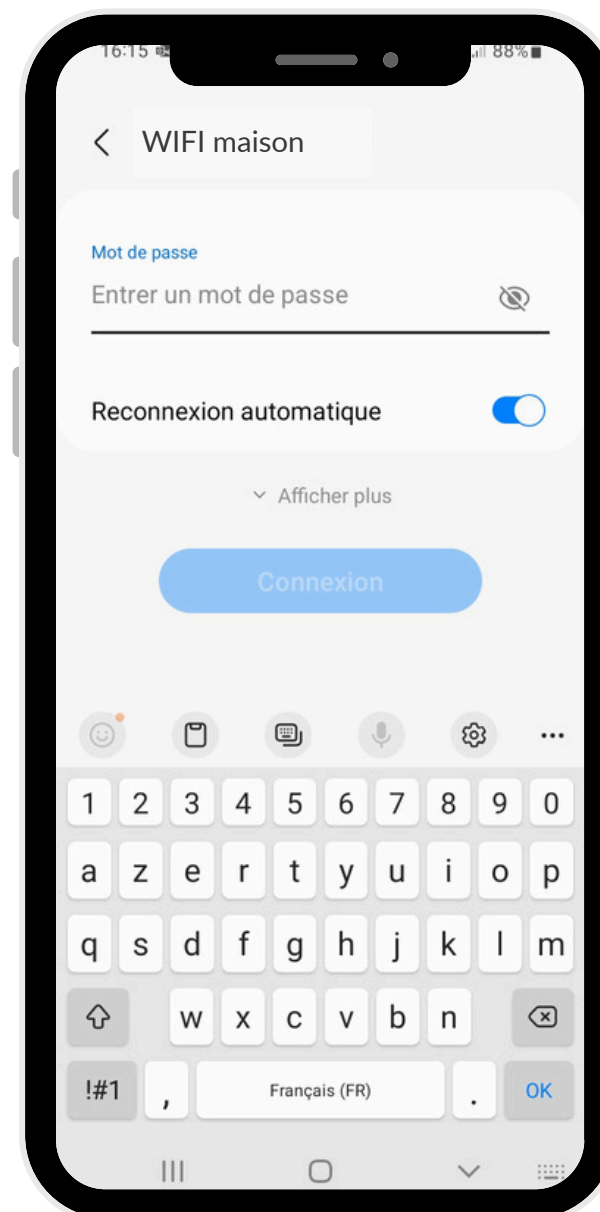 16:15 88%
WIFI maison
Mot de passe
Entrer un mot de passe
Reconnexion automatique
Afficher plus
Connexion
1 2 3 4 5 6 7 8 9 0
a z e r t y u i o p
q s d f g h j k l m
w x c v b n
!#1 , Français (FR) . OK